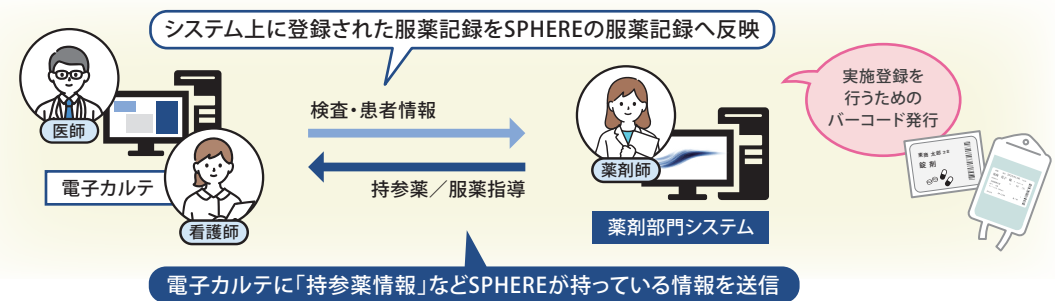 システム上に登録された服薬記録をSPHEREの服薬記録へ反映
医師
電子カルテ
看護師
検査・患者情報
持参薬／服薬指導
薬剤師
薬剤部門システム
実施登録を
行うための
バーコード発行
錠剤
電子カルテに「持参薬情報」などSPHEREが持っている情報を送信